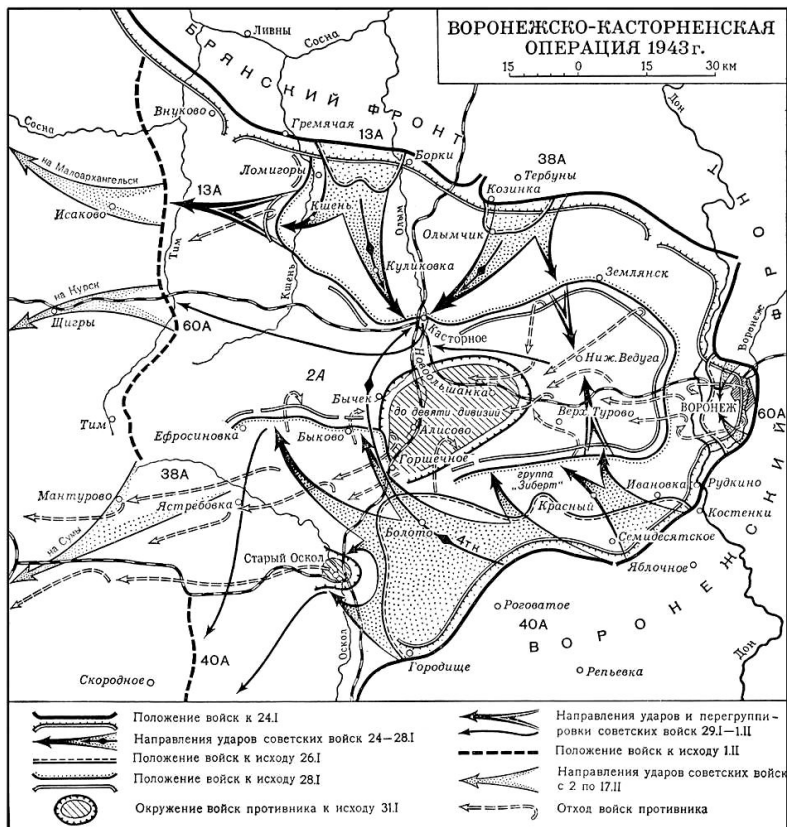 ВОРОНЕЖСКО-КАСТОРНЕНСКАЯ
ОПЕРАЦИЯ 1943 г.
15 0 15 30 км
Ливны
Сосна
БРЯНСКИЙ ФРОНТ
Дон
Внуково
Сосна
Гремячая
13А
Борки
38А
Тербуны
Козинка
на Малоархангельск
Ломигоры
13А
Исаково
Кшень
Олым
Олымчик
Тим
Куликовка
Землянск
Кшень
на Курск
Щигры
60А
Касторное
Воронеж
Новоольшанка
Ниж. Ведуга
2А
Бычек
до девяти дивизий
ВОРОНЕЖ
60А
Тим
Алисово
Верх. Турово
Ефросиновка
Быково
Горшечное
38А
группа
"Зиберт"
Ивановка
Рудкино
Мантурово
Ястребовка
Красный
Костенки
на Сумы
Болото
4тк
Семидесятское
Старый Оскол
Яблочное
Роговатое
40А
ВОРОНЕЖСКИЙ ФРОНТ
40А
Оскол
Городище
Дон
Скородное
Репьевка
Положение войск к 24.I
Направления ударов советских войск 24–28.I
Положение войск к исходу 26.I
Положение войск к исходу 28.I
Окружение войск противника к исходу 31.I
Направления ударов и перегруппи-
ровки советских войск 29.I–1.II
Положение войск к исходу 1.II
Направления ударов советских войск
с 2 по 17.II
Отход войск противника